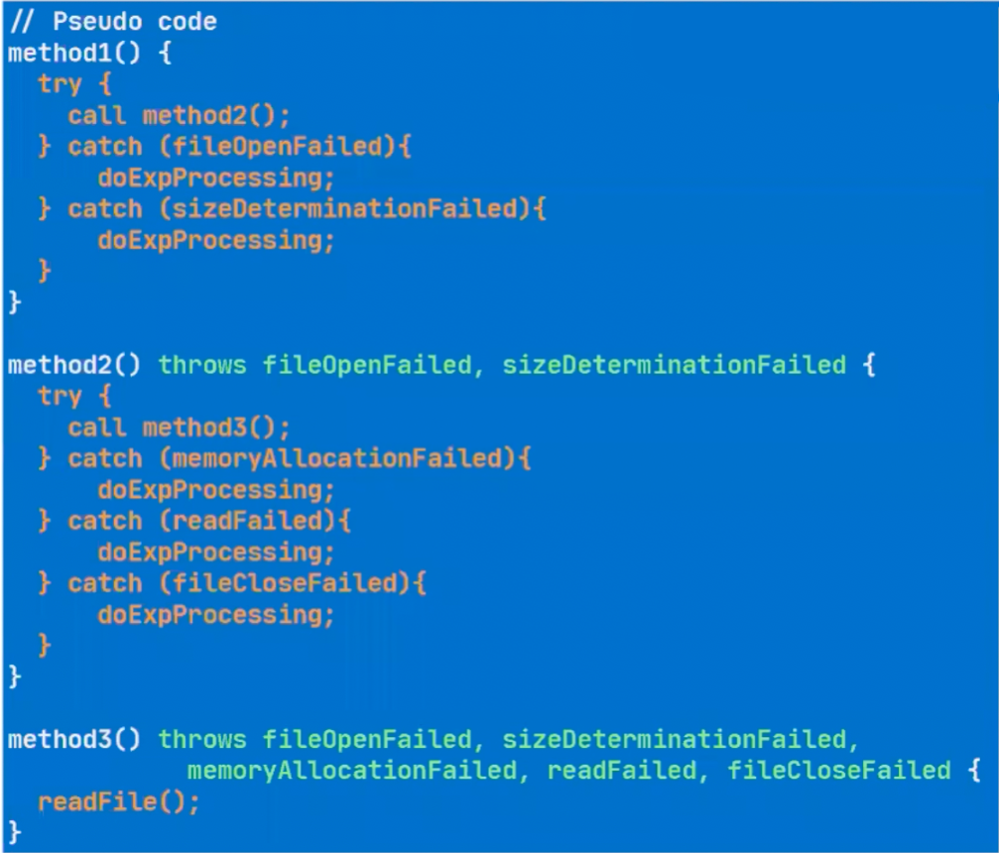 // Pseudo code
method1() {
  try {
    call method2();
  } catch (fileOpenFailed){
      doExpProcessing;
  } catch (sizeDeterminationFailed){
      doExpProcessing;
  }
}

method2() throws fileOpenFailed, sizeDeterminationFailed {
  try {
    call method3();
  } catch (memoryAllocationFailed){
      doExpProcessing;
  } catch (readFailed){
      doExpProcessing;
  } catch (fileCloseFailed){
      doExpProcessing;
  }
}

method3() throws fileOpenFailed, sizeDeterminationFailed,
            memoryAllocationFailed, readFailed, fileCloseFailed {
  readFile();
}